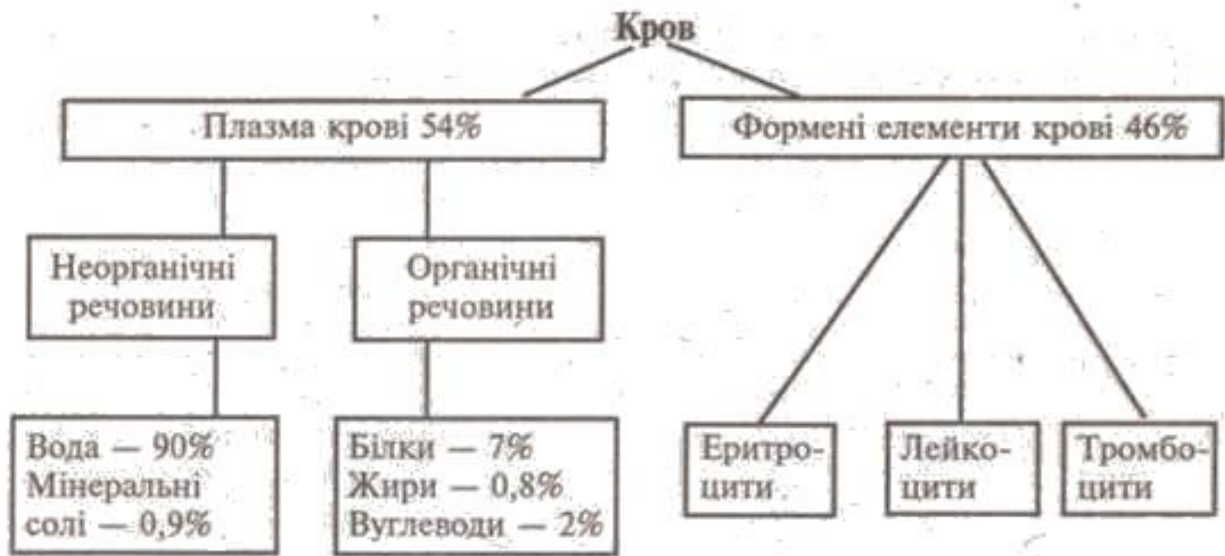 Кров
Плазма крові 54%
Формені елементи крові 46%
Неорганічні
речовини
Органічні
речовини
Вода — 90%
Мінеральні
солі — 0,9%
Білки — 7%
Жири — 0,8%
Вуглеводи — 2%
Еритро-
цити
Лейко-
цити
Тромбо-
цити